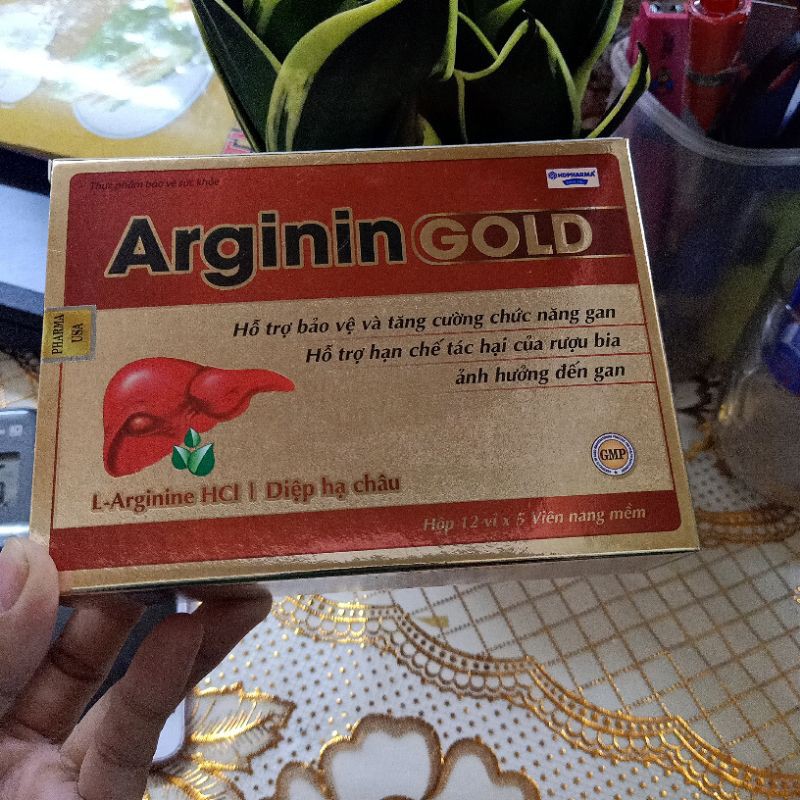 Thực phẩm bảo vệ sức khỏe
HDPHARMA
Arginin GOLD
PHARMA
USA
Hỗ trợ bảo vệ và tăng cường chức năng gan
Hỗ trợ hạn chế tác hại của rượu bia
ảnh hưởng đến gan
GMP
L-Arginine HCl | Diệp hạ châu
Hộp 12 vỉ x 5 Viên nang mềm